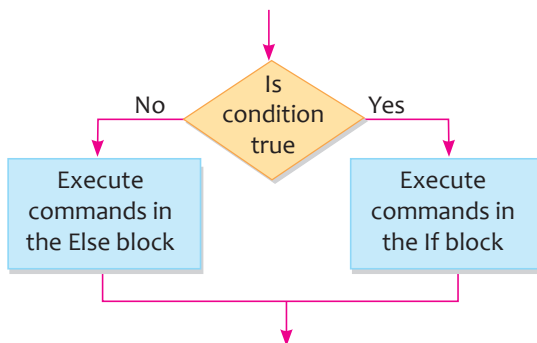 Is
condition
true
No
Yes
Execute
commands in
the Else block
Execute
commands in
the If block